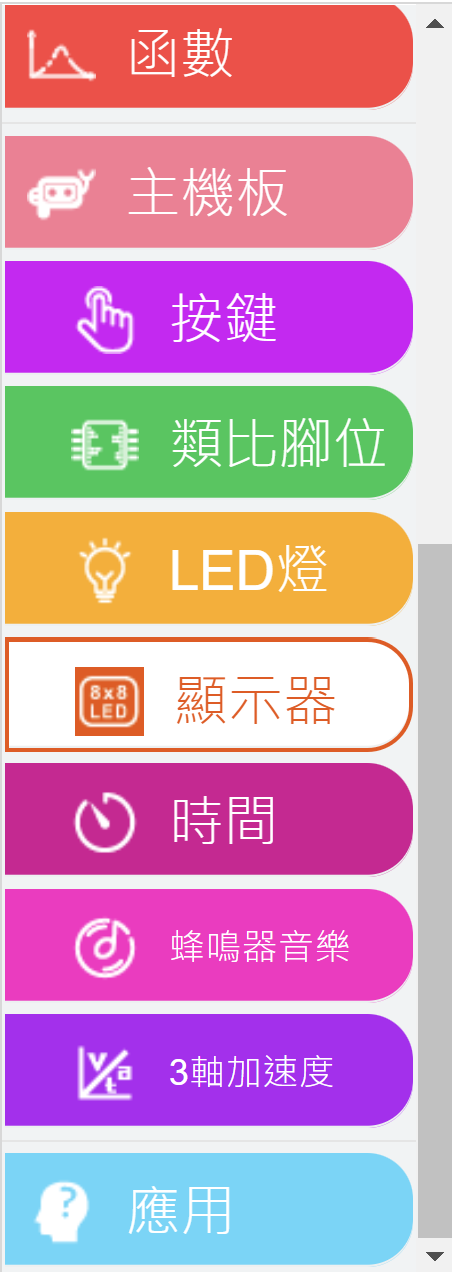 函數
主機板
按鍵
類比腳位
LED燈
8x8
LED
顯示器
時間
蜂鳴器音樂
v
t a
3軸加速度
?
應用